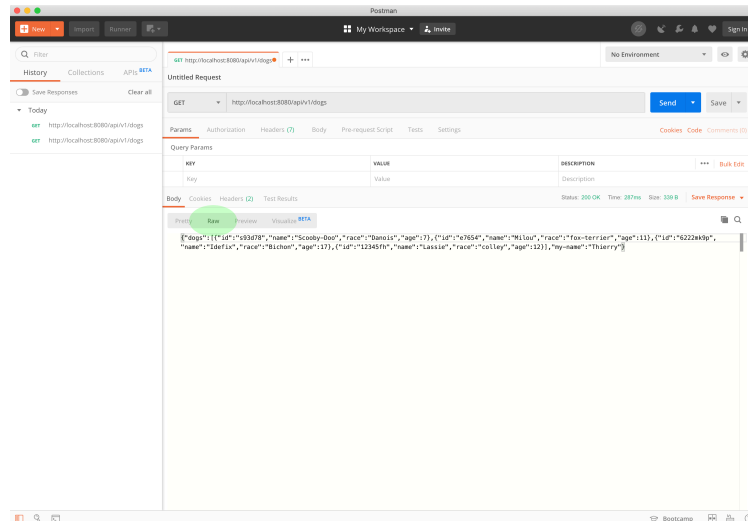 Postman
New
Import
Runner
My Workspace
Invite
Sign In
Filter
History
Collections
APIs BETA
Save Responses
Clear all
Today
GET http://localhost:8080/api/v1/dogs
GET http://localhost:8080/api/v1/dogs
GET http://localhost:8080/api/v1/dogs
No Environment
Untitled Request
GET
http://localhost:8080/api/v1/dogs
Send
Save
Params
Authorization
Headers (7)
Body
Pre-request Script
Tests
Settings
Cookies
Code
Comments (0)
Query Params
KEY
VALUE
DESCRIPTION
Bulk Edit
Key
Value
Description
Body
Cookies
Headers (2)
Test Results
Status: 200 OK
Time: 287ms
Size: 339 B
Save Response
Pretty
Raw
Preview
Visualize BETA
{"dogs":[{"id":"s93d78","name":"Scooby-Doo","race":"Danois","age":7},{"id":"e7654","name":"Milou","race":"fox-terrier","age":11},{"id":"6222mk9p",
"name":"Idefix","race":"Bichon","age":17},{"id":"12345fh","name":"Lassie","race":"colley","age":12}],"my-name":"Thierry"}
Bootcamp